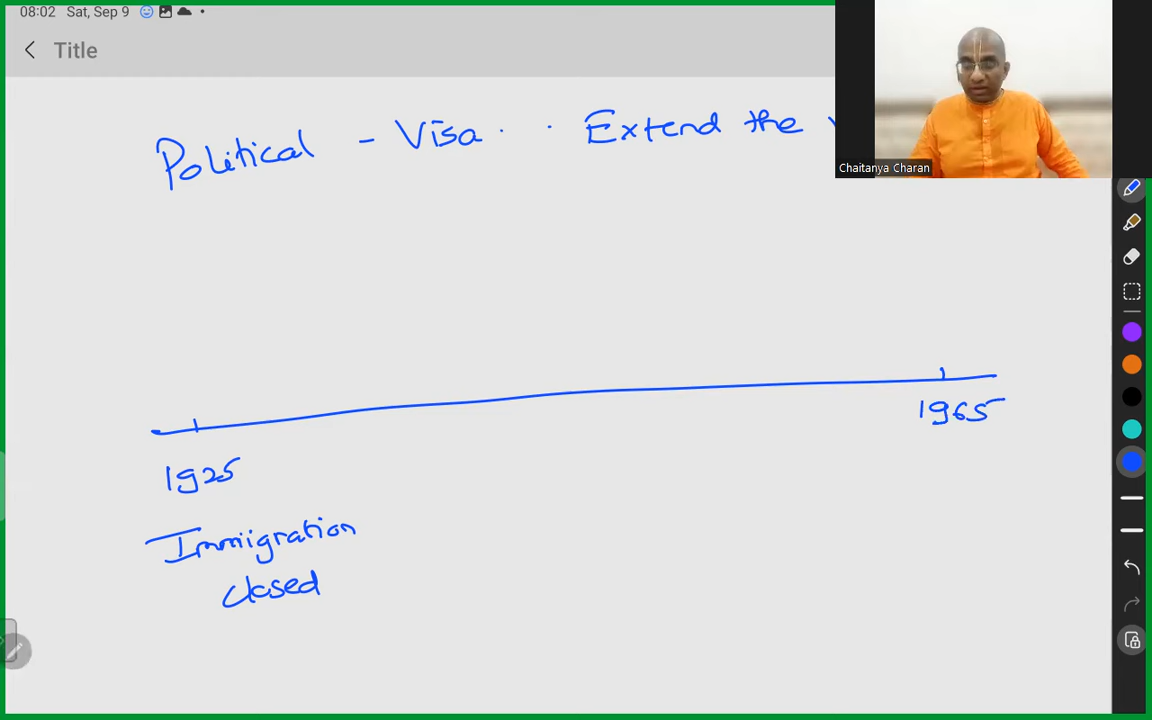 08:02 Sat, Sep 9
Title
Political - Visa . . Extend the
Chaitanya Charan
1965
1925
Immigration
closed